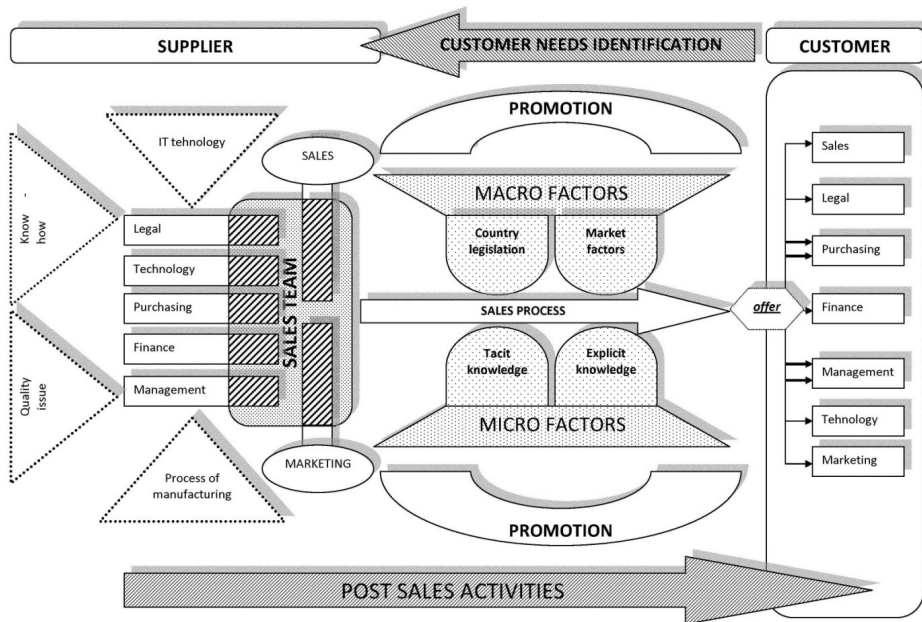 SUPPLIER
CUSTOMER NEEDS IDENTIFICATION
CUSTOMER
PROMOTION
IT tehnology
SALES
Know -
how
MACRO FACTORS
Country
legislation
Market
factors
Legal
Technology
Purchasing
Finance
Management
SALES TEAM
SALES PROCESS
offer
Tacit
knowledge
Explicit
knowledge
MICRO FACTORS
Quality
issue
Process of
manufacturing
MARKETING
PROMOTION
Sales
Legal
Purchasing
Finance
Management
Tehnology
Marketing
POST SALES ACTIVITIES